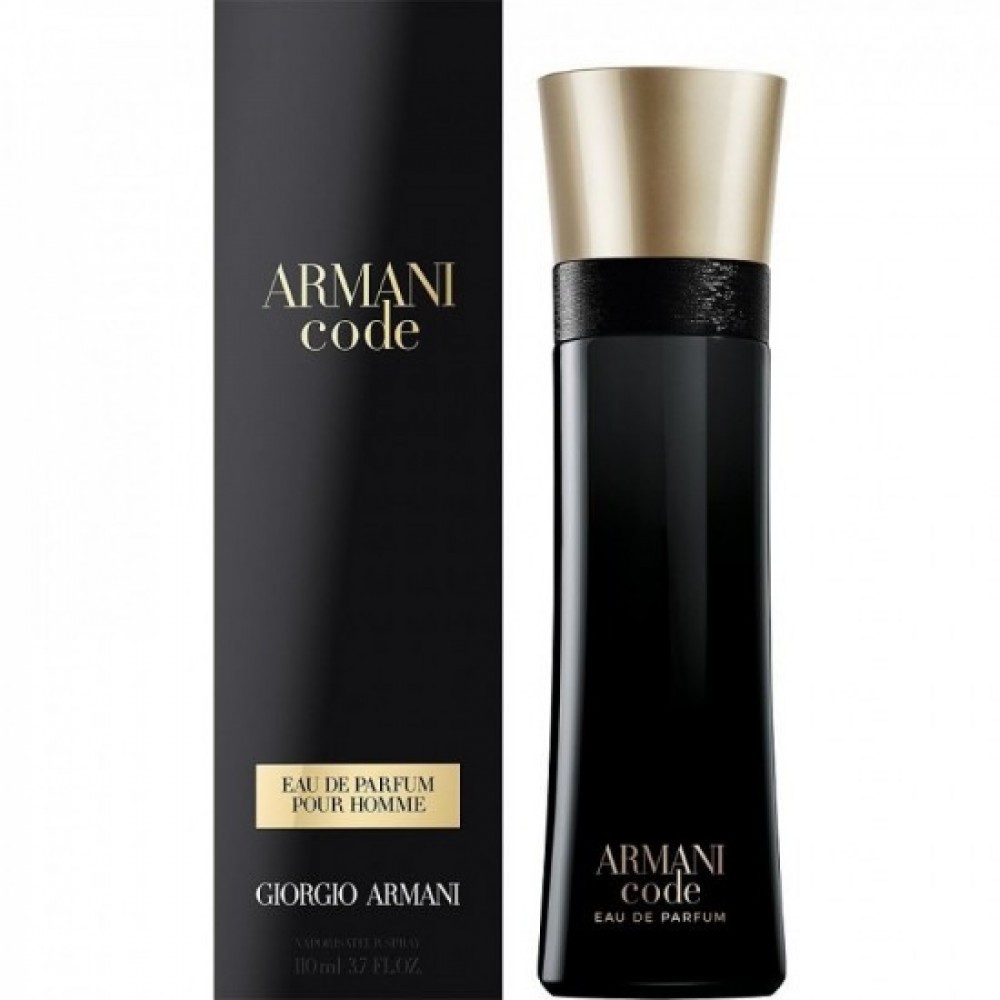 ARMANI
code
EAU DE PARFUM
POUR HOMME
GIORGIO ARMANI
VAPORISATEUR SPRAY
110 ml 3.7 FL.OZ.
ARMANI
code
EAU DE PARFUM